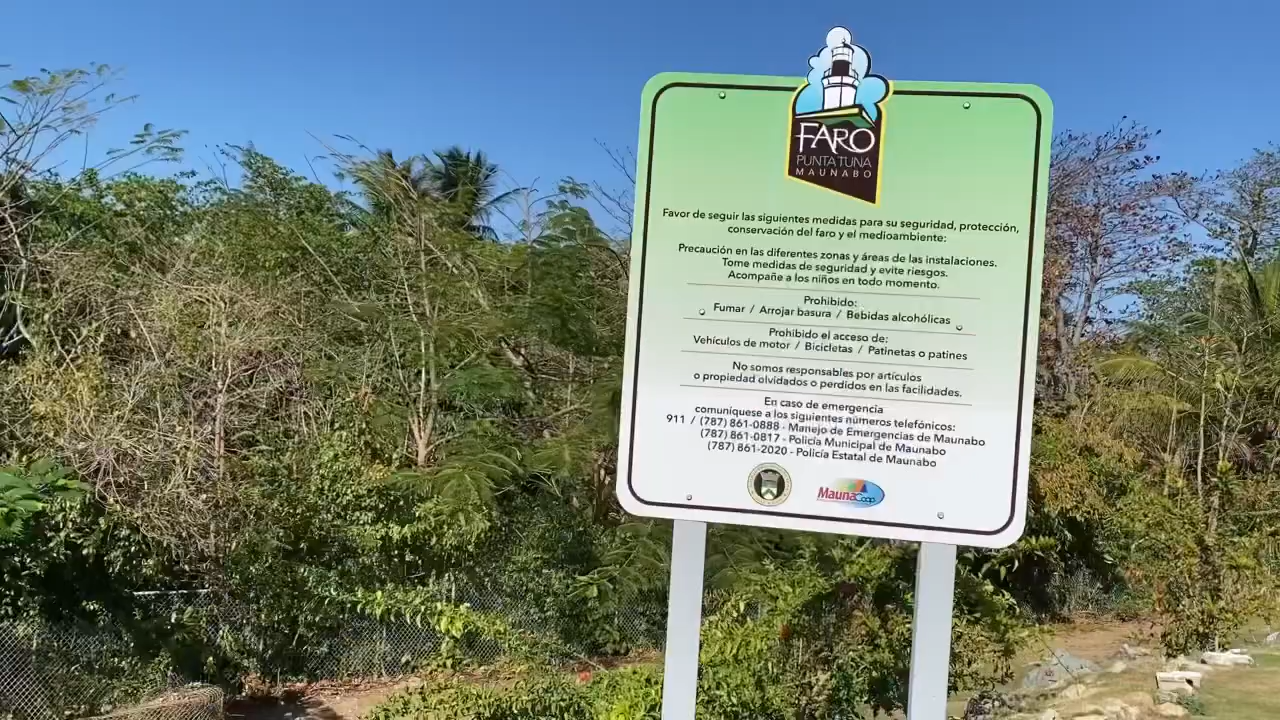 FARO
PUNTA TUNA
MAUNABO
Favor de seguir las siguientes medidas para su seguridad, protección,
conservación del faro y el medioambiente:
Precaución en las diferentes zonas y áreas de las instalaciones.
Tome medidas de seguridad y evite riesgos.
Acompañe a los niños en todo momento.
Prohibido:
Fumar / Arrojar basura / Bebidas alcohólicas
Prohibido el acceso de:
Vehículos de motor / Bicicletas / Patinetas o patines
No somos responsables por artículos
o propiedad olvidados o perdidos en las facilidades.
En caso de emergencia
comuníquese a los siguientes números telefónicos:
911 / (787) 861-0888 - Manejo de Emergencias de Maunabo
(787) 861-0817 - Policía Municipal de Maunabo
(787) 861-2020 - Policía Estatal de Maunabo
MaunaCoop